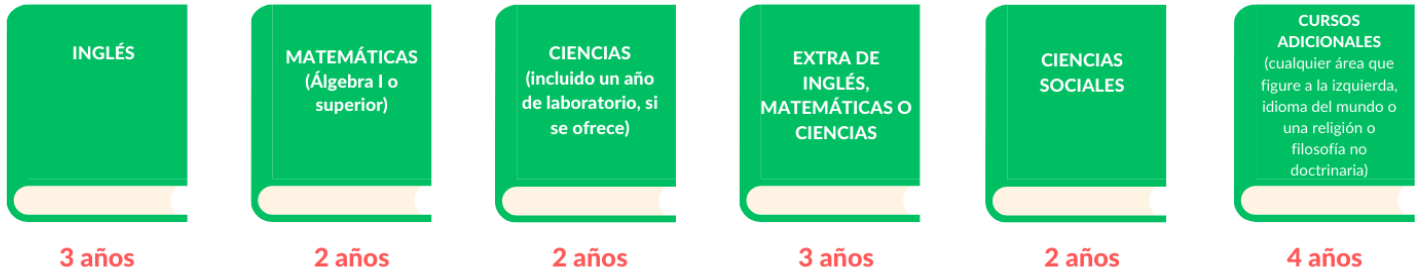 INGLÉS
3 años
MATEMÁTICAS
(Álgebra I o
superior)
2 años
CIENCIAS
(incluido un año
de laboratorio, si
se ofrece)
2 años
EXTRA DE
INGLÉS,
MATEMÁTICAS O
CIENCIAS
3 años
CIENCIAS
SOCIALES
2 años
CURSOS
ADICIONALES
(cualquier área que
figure a la izquierda,
idioma del mundo o
una religión o
filosofía no
doctrinaria)
4 años